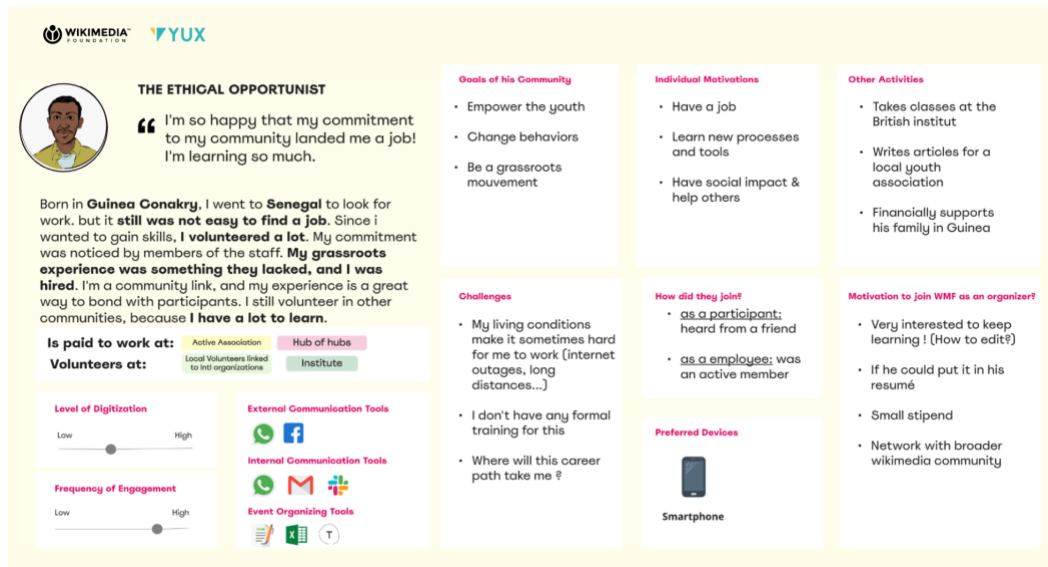 WIKIMEDIA™
FOUNDATION
YUX
THE ETHICAL OPPORTUNIST
“
I'm so happy that my commitment
to my community landed me a job!
I'm learning so much.
Born in Guinea Conakry, I went to Senegal to look for
work. but it still was not easy to find a job. Since i
wanted to gain skills, I volunteered a lot. My commitment
was noticed by members of the staff. My grassroots
experience was something they lacked, and I was
hired. I'm a community link, and my experience is a great
way to bond with participants. I still volunteer in other
communities, because I have a lot to learn.
Is paid to work at:
Active Association
Hub of hubs
Volunteers at:
Local Volunteers linked
to Intl organizations
Institute
Level of Digitization
Low
High
Frequency of Engagement
Low
High
External Communication Tools
Internal Communication Tools
Event Organizing Tools
T
Goals of his Community
• Empower the youth
• Change behaviors
• Be a grassroots
mouvement
Individual Motivations
• Have a job
• Learn new processes
and tools
• Have social impact &
help others
Other Activities
• Takes classes at the
British institut
• Writes articles for a
local youth
association
• Financially supports
his family in Guinea
Challenges
• My living conditions
make it sometimes hard
for me to work (internet
outages, long
distances...)
• I don't have any formal
training for this
• Where will this career
path take me ?
How did they join?
• as a participant:
heard from a friend
• as a employee: was
an active member
Preferred Devices
Smartphone
Motivation to join WMF as an organizer?
• Very interested to keep
learning ! (How to edit?)
• If he could put it in his
resumé
• Small stipend
• Network with broader
wikimedia community